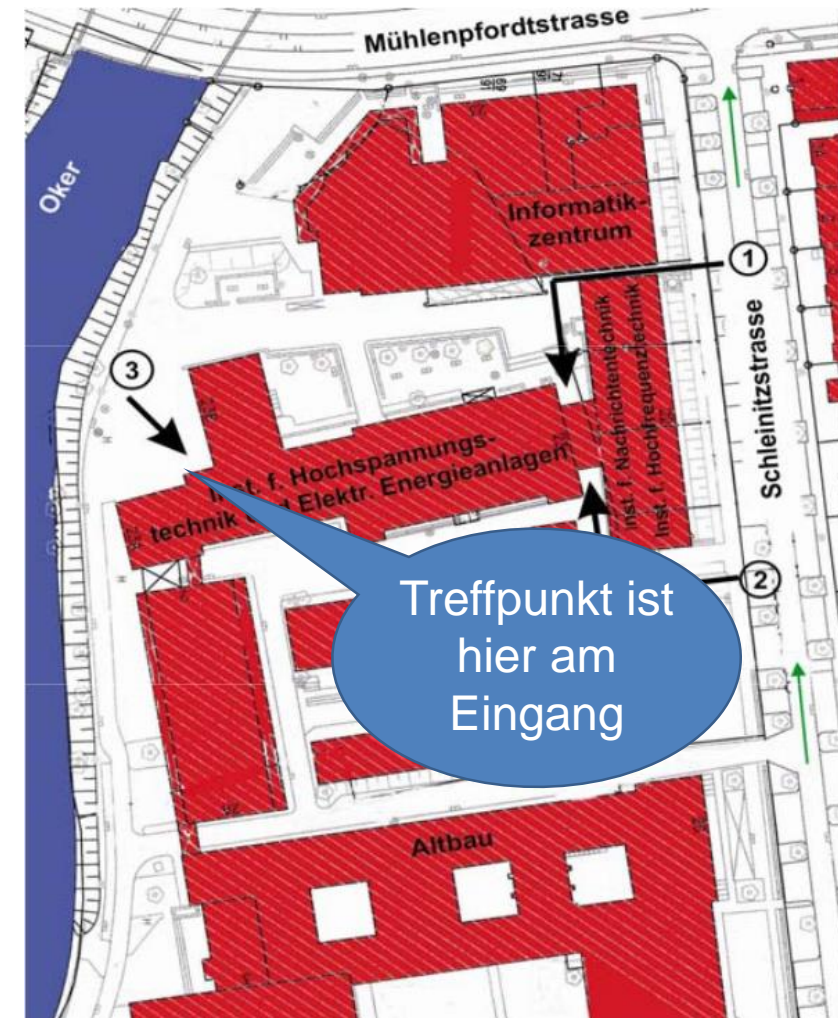 Mühlenpfordtstrasse
Oker
Informatik-
zentrum
1
Schleinitzstrasse
Inst. f. Nachrichtentechnik
Inst. f. Hochfrequenztechnik
3
Inst. f. Hochspannungs-
technik und Elektr. Energieanlagen
2
Treffpunkt ist
hier am
Eingang
Altbau